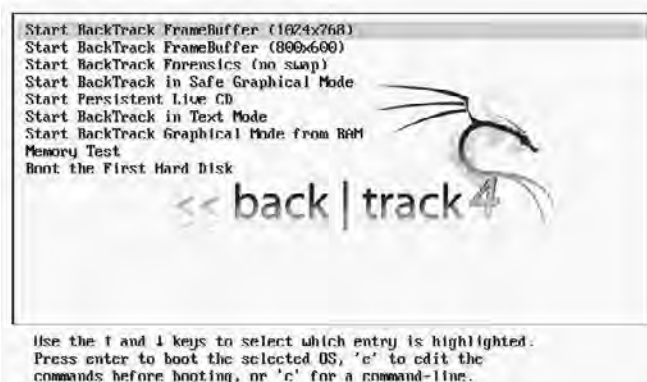 Start BackTrack FrameBuffer (1024x768)
Start BackTrack FrameBuffer (800x600)
Start BackTrack Forensics (no swap)
Start BackTrack in Safe Graphical Mode
Start Persistent Live CD
Start BackTrack in Text Mode
Start BackTrack Graphical Mode from RAM
Memory Test
Boot the First Hard Disk
<< back | track 4
Use the ↑ and ↓ keys to select which entry is highlighted.
Press enter to boot the selected OS, 'e' to edit the
commands before booting, or 'c' for a command-line.